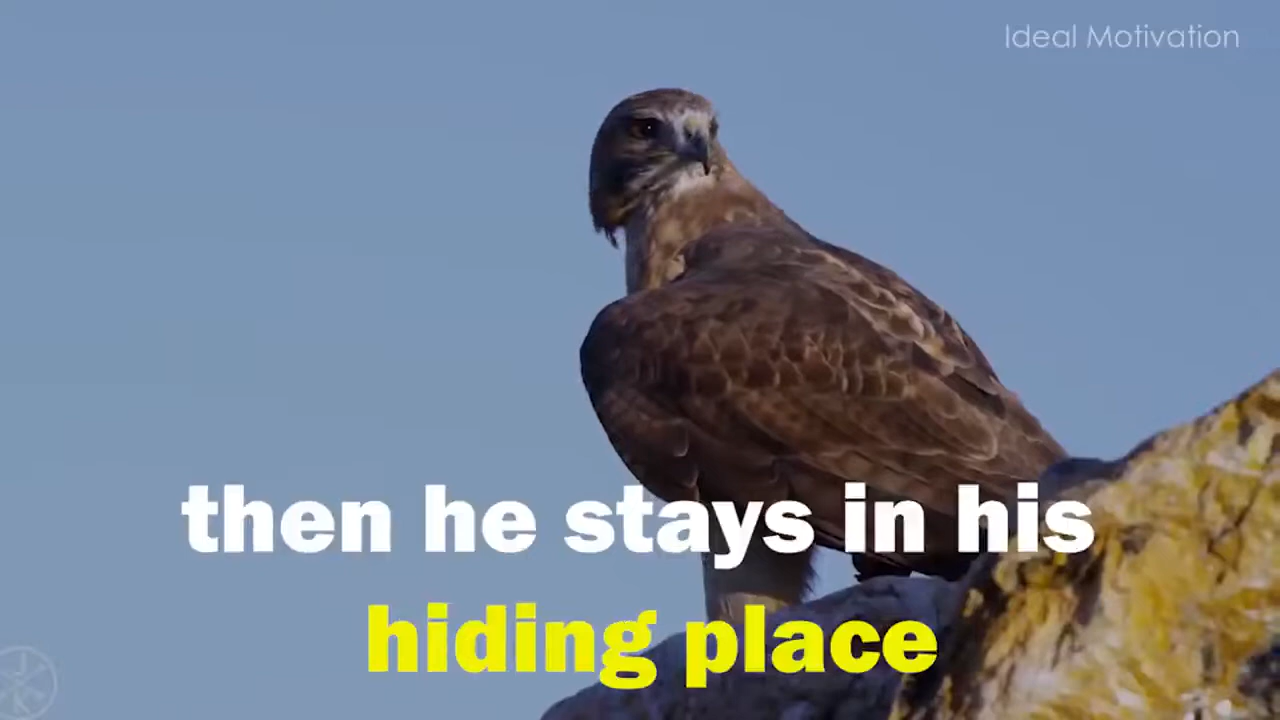 Ideal Motivation
then he stays in his
hiding place